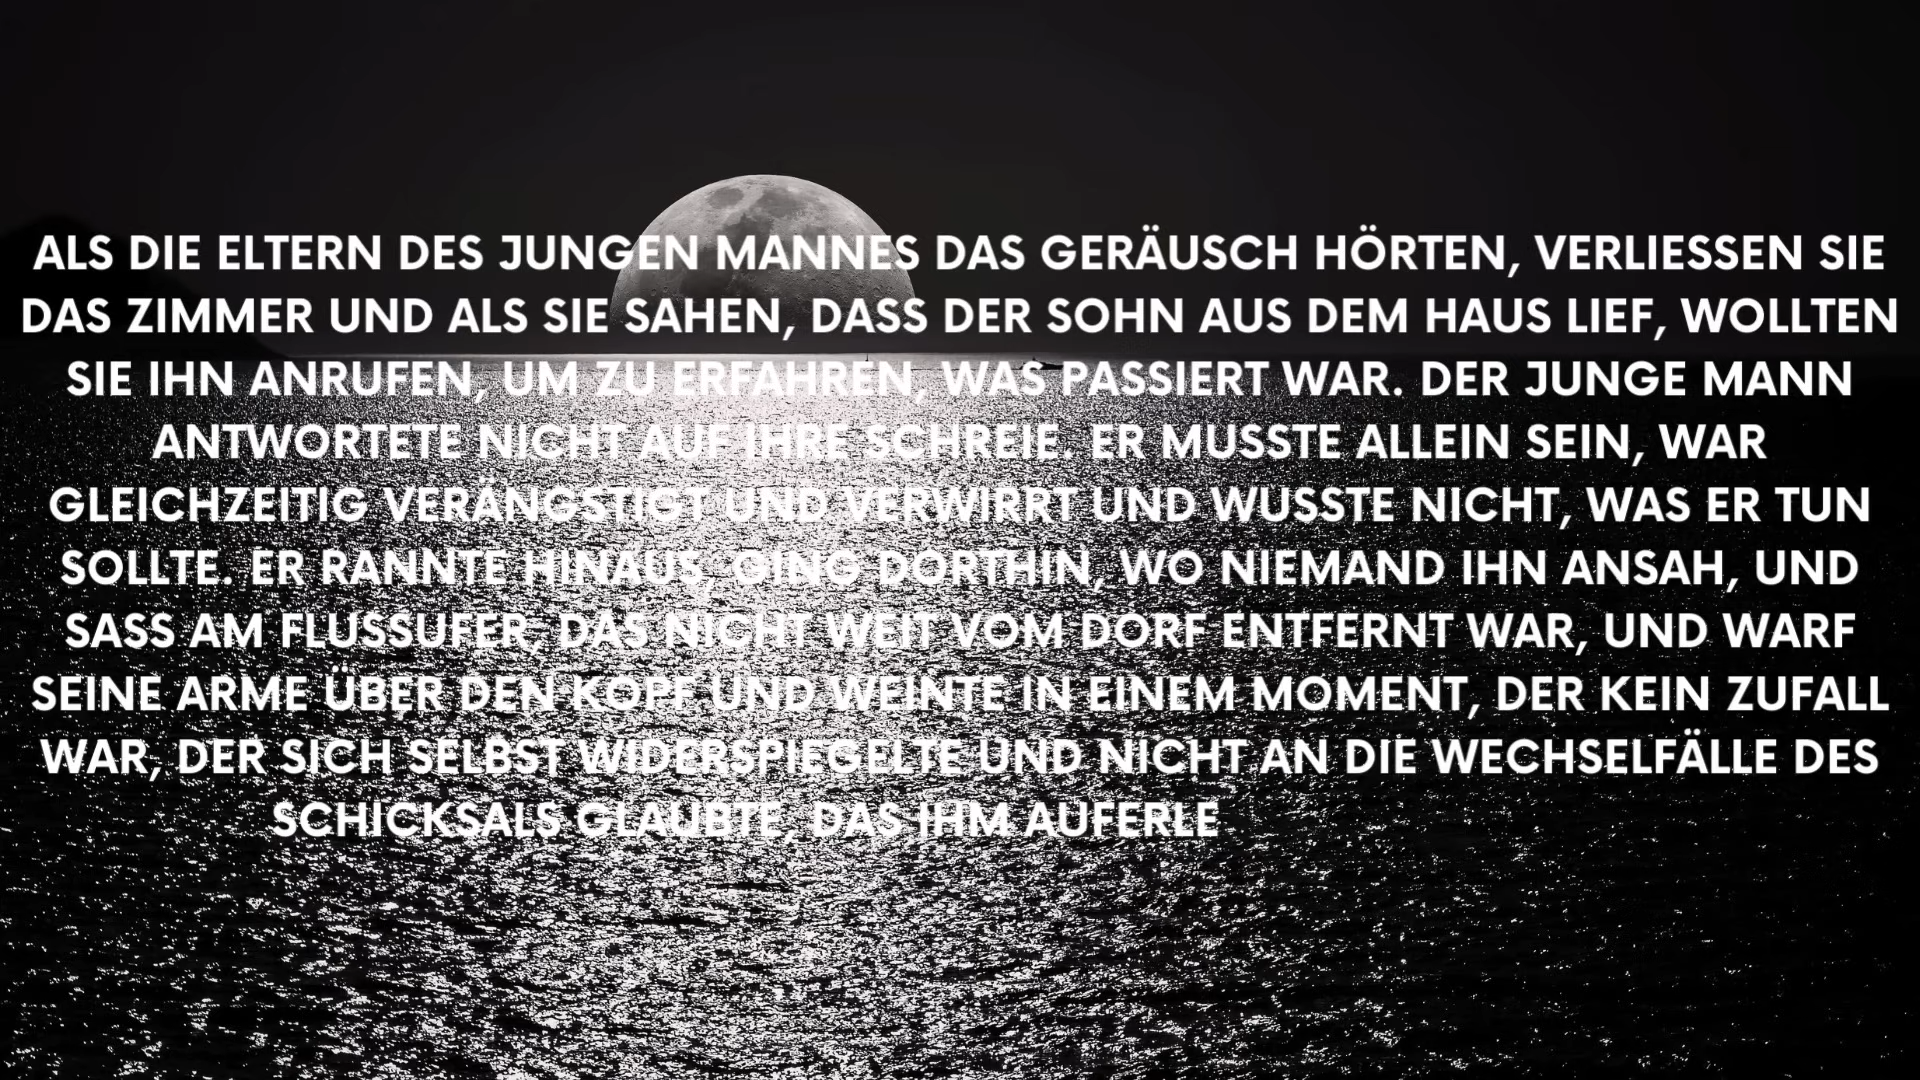 ALS DIE ELTERN DES JUNGEN MANNES DAS GERÄUSCH HÖRTEN, VERLIESSEN SIE
DAS ZIMMER UND ALS SIE SAHEN, DASS DER SOHN AUS DEM HAUS LIEF, WOLLTEN
SIE IHN ANRUFEN, UM ZU ERFAHREN, WAS PASSIERT WAR. DER JUNGE MANN
ANTWORTETE NICHT AUF IHRE SCHREIE. ER MUSSTE ALLEIN SEIN, WAR
GLEICHZEITIG VERÄNGSTIGT UND VERWIRRT UND WUSSTE NICHT, WAS ER TUN
SOLLTE. ER RANNTE HINAUS, GING DORTHIN, WO NIEMAND IHN ANSAH, UND
SASS AM FLUSSUFER, DAS NICHT WEIT VOM DORF ENTFERNT WAR, UND WARF
SEINE ARME ÜBER DEN KOPF UND WEINTE IN EINEM MOMENT, DER KEIN ZUFALL
WAR, DER SICH SELBST WIDERSPIEGELTE UND NICHT AN DIE WECHSELFÄLLE DES
SCHICKSALS GLAUBTE, DAS IHM AUFERLE